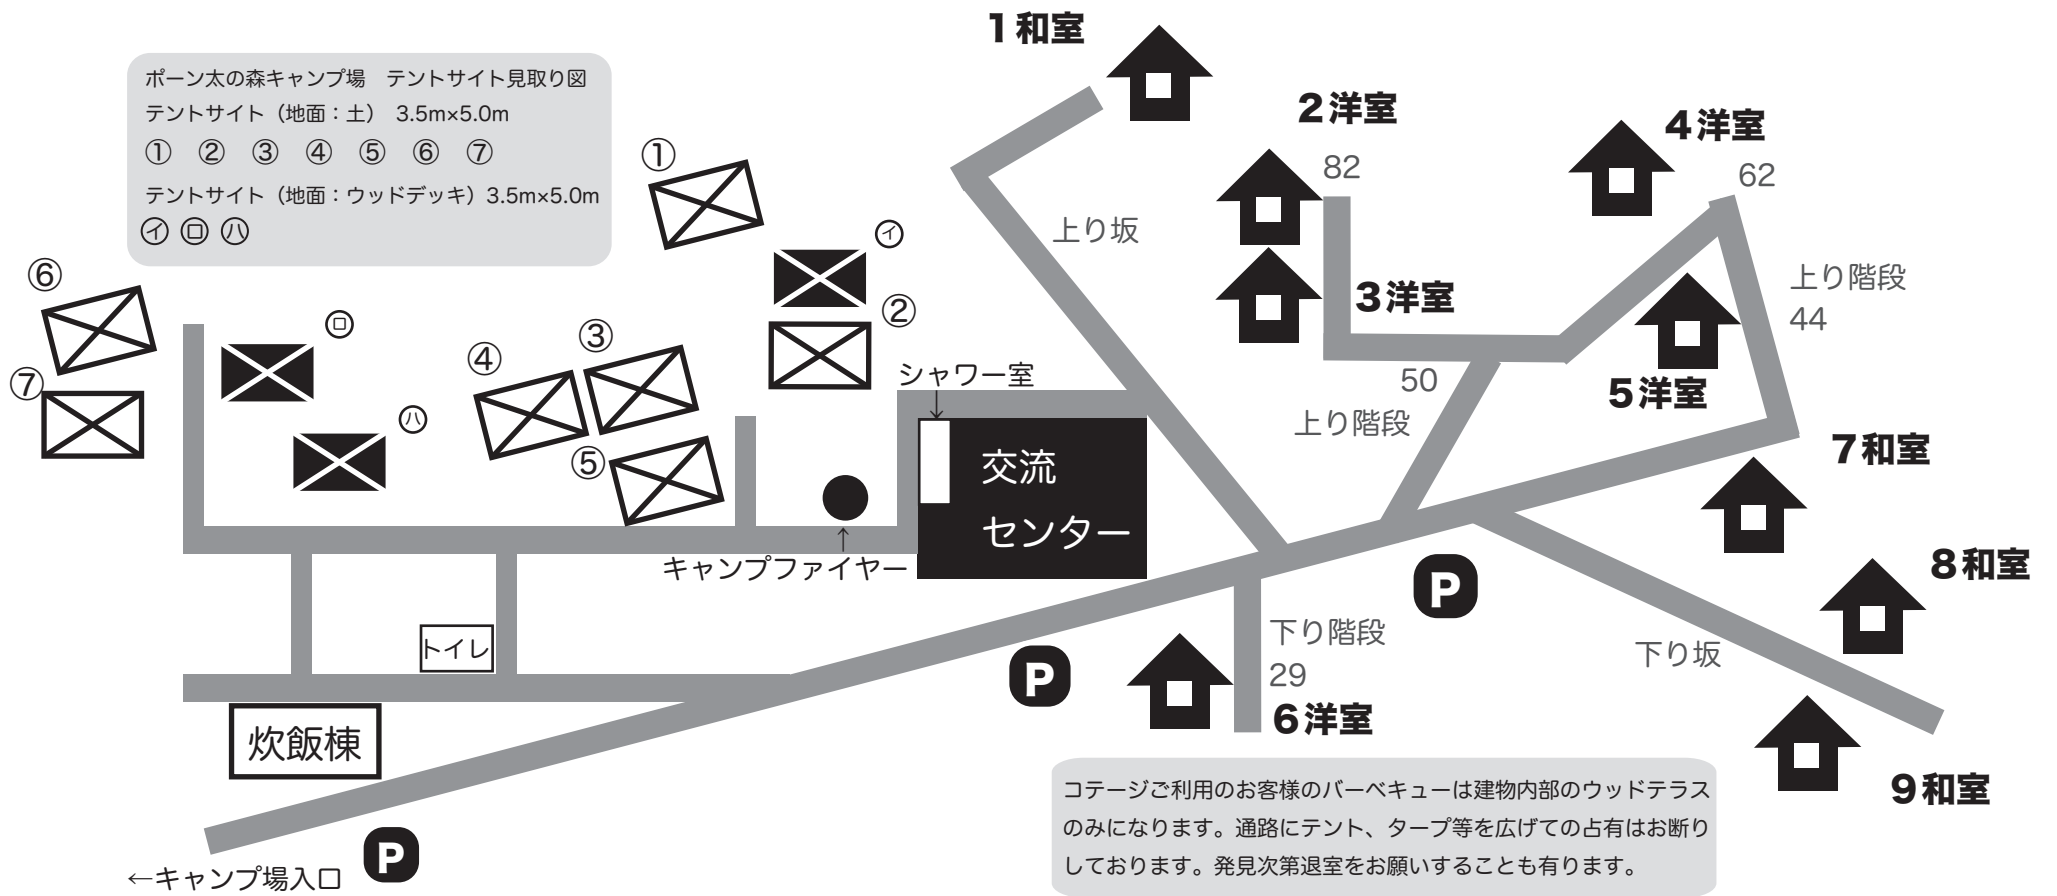 ポーン太の森キャンプ場　テントサイト見取り図
テントサイト（地面：土）　3.5m×5.0m
①　②　③　④　⑤　⑥　⑦
テントサイト（地面：ウッドデッキ）3.5m×5.0m
㋑ ㋺ ㋩
1和室
2洋室
82
4洋室
62
①
㋑
上り坂
⑥
㋺
②
3洋室
上り階段
44
③
④
⑦
シャワー室
50
5洋室
㋩
上り階段
⑤
交流
センター
7和室
キャンプファイヤー
↑
P
8和室
トイレ
下り階段
29
下り坂
P
6洋室
炊飯棟
9和室
コテージご利用のお客様のバーベキューは建物内部のウッドテラス
のみになります。通路にテント、タープ等を広げての占有はお断り
しております。発見次第退室をお願いすることも有ります。
P
←キャンプ場入口